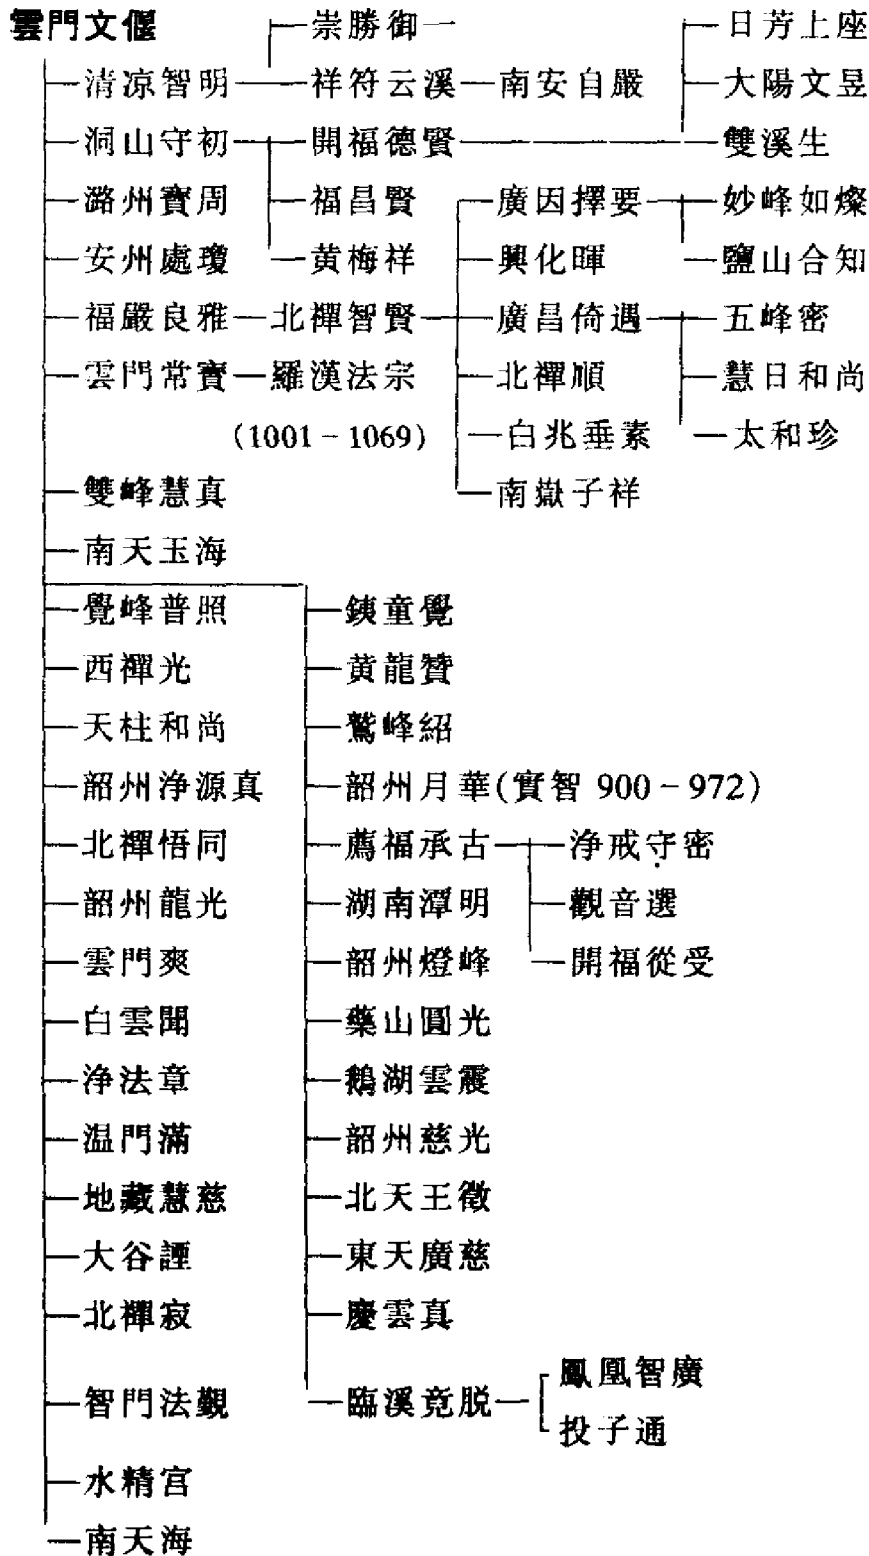 雲門文偃 崇勝御一 日芳上座
清凉智明 祥符云溪 南安自嚴 大陽文昱
洞山守初 開福德賢 雙溪生
潞州寶周 福昌賢 廣因擇要 妙峰如燦
安州處瓊 黄梅祥 興化暉 鹽山合知
福嚴良雅 北禪智賢 廣昌倚遇 五峰密
雲門常寶 羅漢法宗 北禪順 慧日和尚
(1001－1069) 白兆垂素 太和珍
雙峰慧真 南嶽子祥
南天玉海
覺峰普照 銕童覺
西禪光 黄龍贊
天柱和尚 鷲峰紹
韶州净源真 韶州月華(實智 900－972)
北禪悟同 薦福承古 净戒守密
韶州龍光 湖南潭明 觀音選
雲門爽 韶州燈峰 開福從受
白雲聞 藥山圓光
净法章 鵝湖雲震
温門滿 韶州慈光
地藏慧慈 北天王徵
大谷諲 東天廣慈
北禪寂 慶雲真
鳳凰智廣
智門法觀 臨溪竟脱
投子通
水精宫
南天海